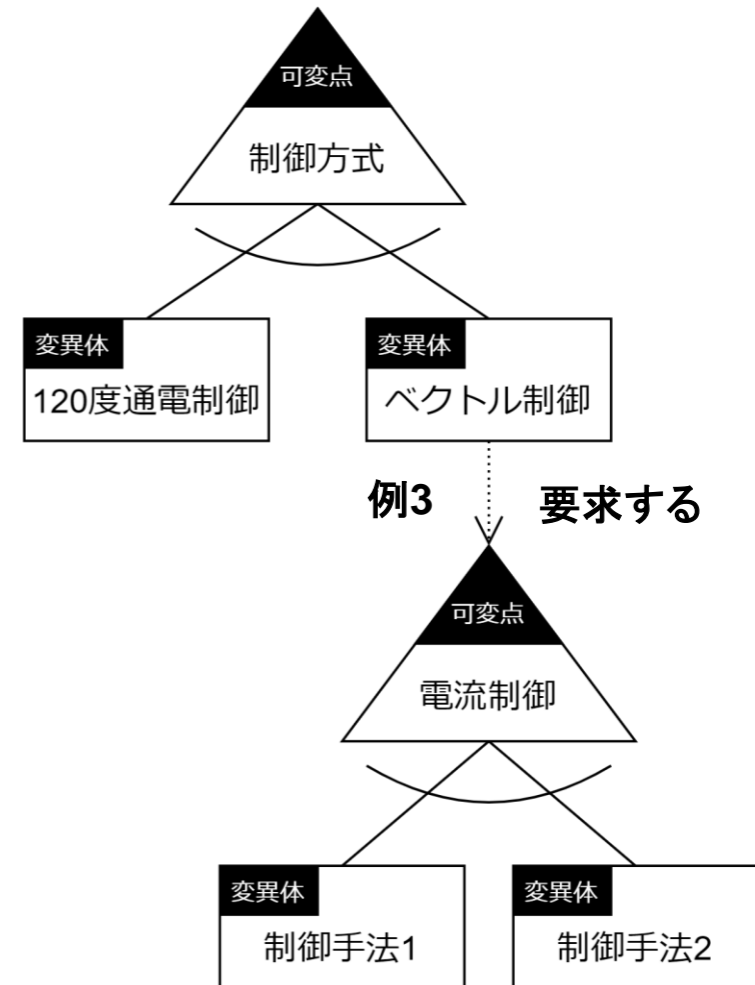 可変点
制御方式
変異体
120度通電制御
変異体
ベクトル制御
例3
要求する
可変点
電流制御
変異体
制御手法1
変異体
制御手法2